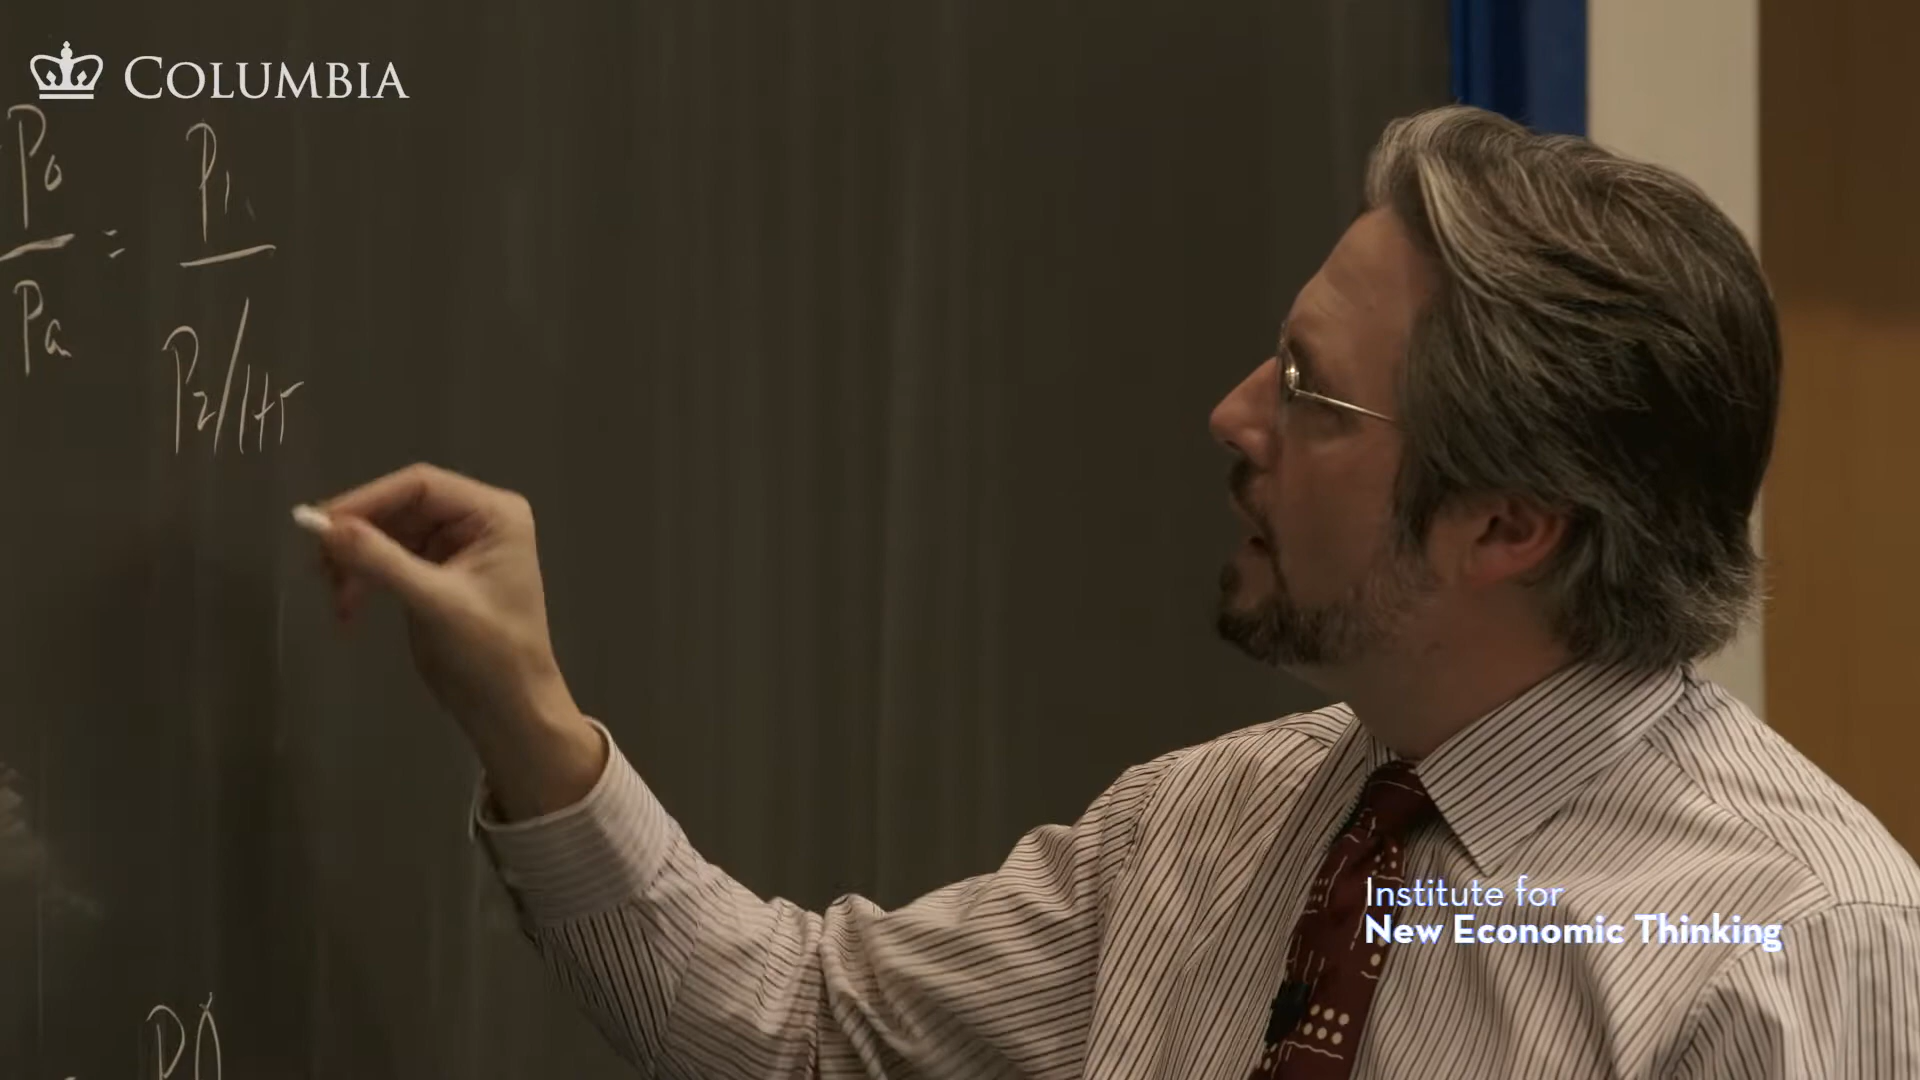 COLUMBIA
P0 / Pa = P1 / P2/1+r
Institute for
New Economic Thinking